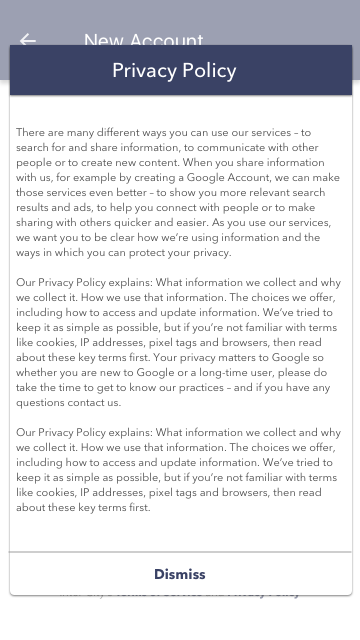 New Account
Privacy Policy
There are many different ways you can use our services – to
search for and share information, to communicate with other
people or to create new content. When you share information
with us, for example by creating a Google Account, we can make
those services even better – to show you more relevant search
results and ads, to help you connect with people or to make
sharing with others quicker and easier. As you use our services,
we want you to be clear how we’re using information and the
ways in which you can protect your privacy.
Our Privacy Policy explains: What information we collect and why
we collect it. How we use that information. The choices we offer,
including how to access and update information. We’ve tried to
keep it as simple as possible, but if you’re not familiar with terms
like cookies, IP addresses, pixel tags and browsers, then read
about these key terms first. Your privacy matters to Google so
whether you are new to Google or a long-time user, please do
take the time to get to know our practices – and if you have any
questions contact us.
Our Privacy Policy explains: What information we collect and why
we collect it. How we use that information. The choices we offer,
including how to access and update information. We’ve tried to
keep it as simple as possible, but if you’re not familiar with terms
like cookies, IP addresses, pixel tags and browsers, then read
about these key terms first.
Dismiss